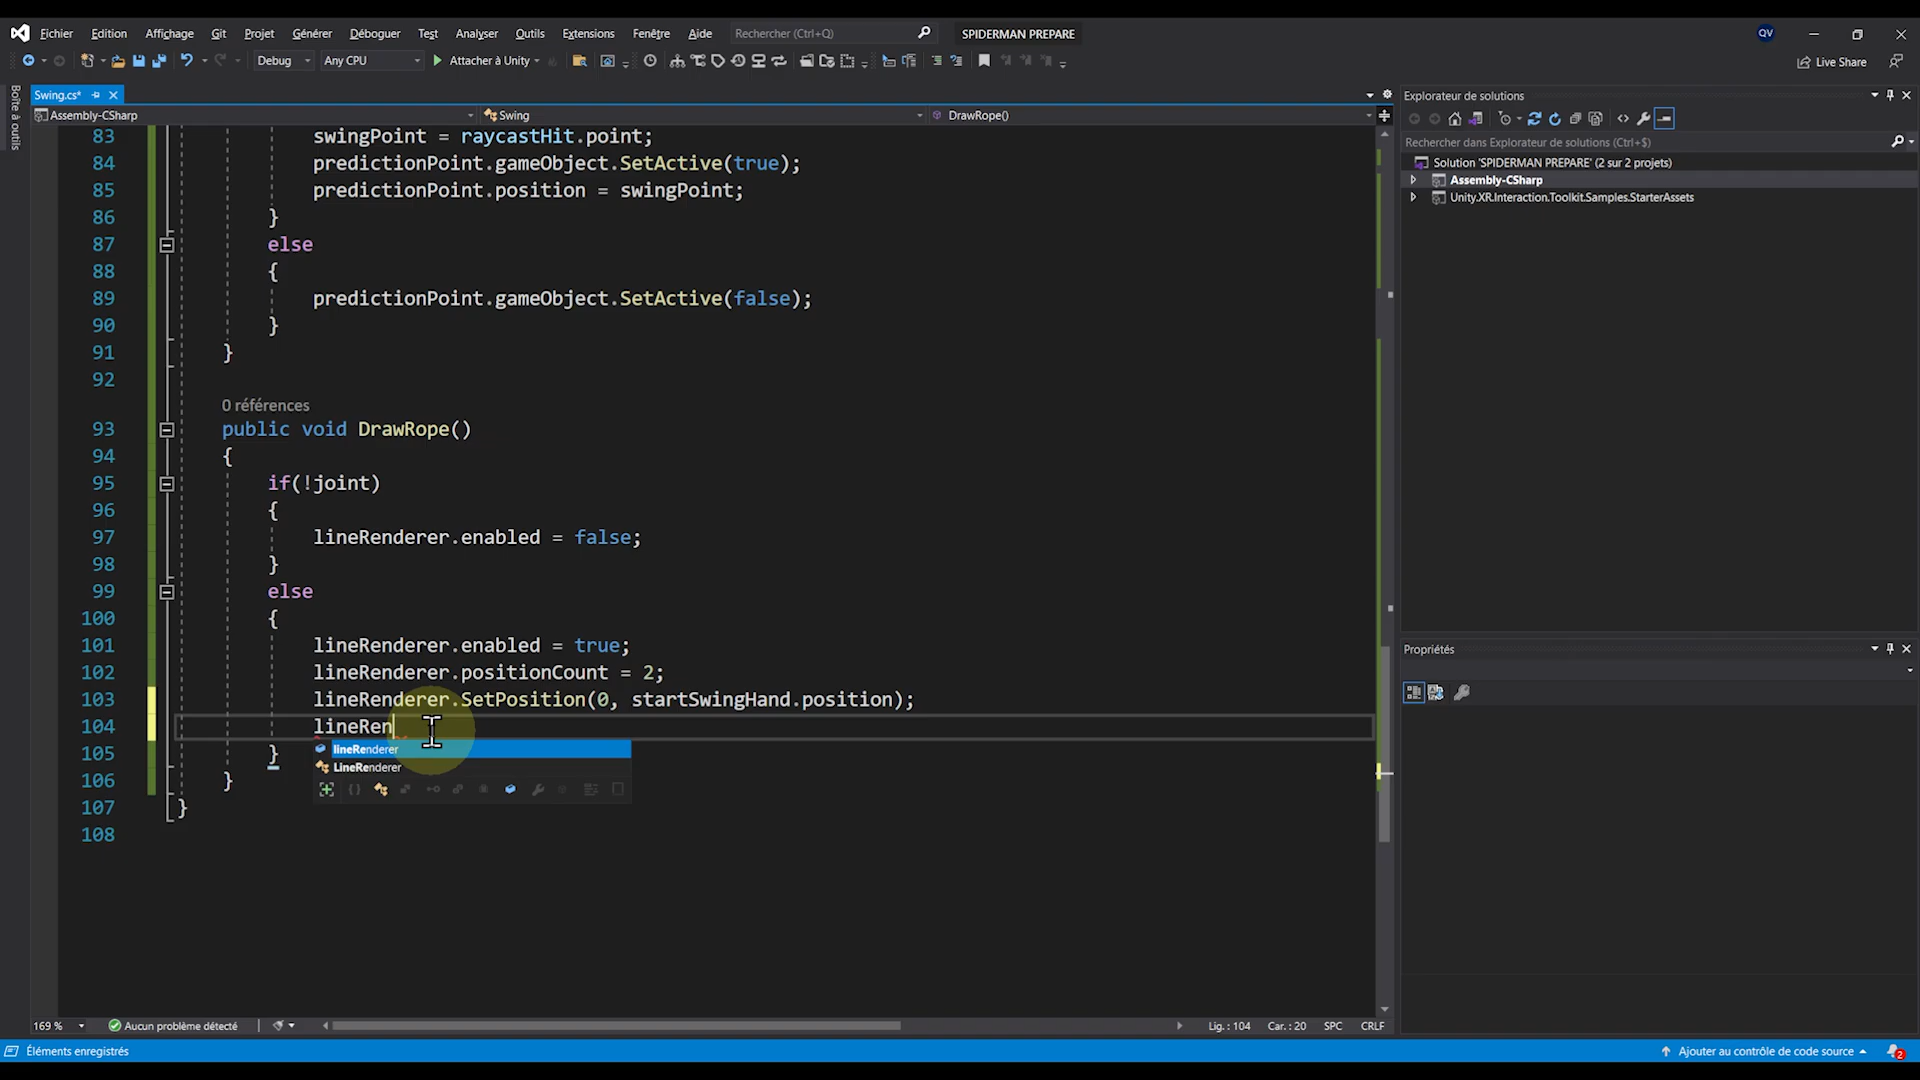 Fichier Edition Affichage Git Projet Générer Déboguer Test Analyser Outils Extensions Fenêtre Aide Rechercher (Ctrl+Q) SPIDERMAN PREPARE QV
Debug Any CPU Attacher à Unity Live Share
Boîte à outils
Swing.cs*
Assembly-CSharp Swing DrawRope()
83 swingPoint = raycastHit.point;
84 predictionPoint.gameObject.SetActive(true);
85 predictionPoint.position = swingPoint;
86 }
87 else
88 {
89 predictionPoint.gameObject.SetActive(false);
90 }
91 }
92
0 références
93 public void DrawRope()
94 {
95 if(!joint)
96 {
97 lineRenderer.enabled = false;
98 }
99 else
100 {
101 lineRenderer.enabled = true;
102 lineRenderer.positionCount = 2;
103 lineRenderer.SetPosition(0, startSwingHand.position);
104 lineRen
105 }
lineRenderer
LineRenderer
106 }
107 }
108
169 % Aucun problème détecté Lig. : 104 Car. : 20 SPC CRLF
Éléments enregistrés Ajouter au contrôle de code source 2
Explorateur de solutions
Rechercher dans Explorateur de solutions (Ctrl+$)
Solution 'SPIDERMAN PREPARE' (2 sur 2 projets)
Assembly-CSharp
Unity.XR.Interaction.Toolkit.Samples.StarterAssets
Propriétés